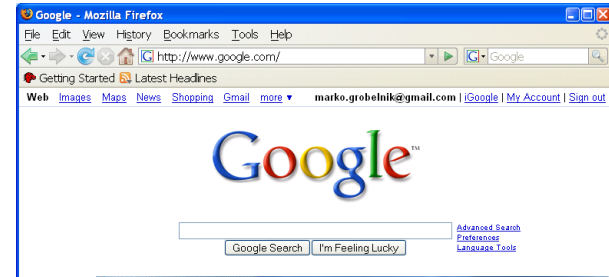 Google - Mozilla Firefox
File Edit View History Bookmarks Tools Help
G http://www.google.com/ G Google
Getting Started Latest Headlines
Web Images Maps News Shopping Gmail more ▼ marko.grobelnik@gmail.com | iGoogle | My Account | Sign out
Google™
Advanced Search
Preferences
Language Tools
Google Search I'm Feeling Lucky